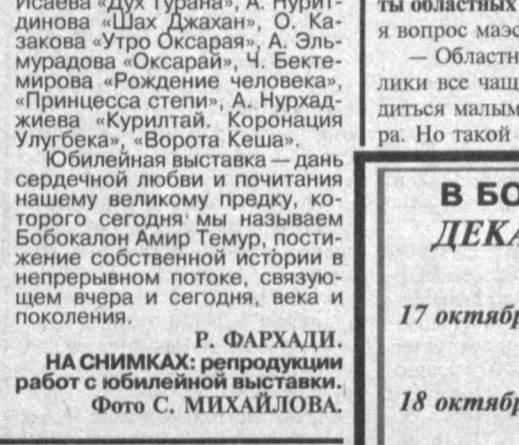 Исаева «Дух Турана», А. Нурит-
динова «Шах Джахан», О. Ка-
закова «Утро Оксарая», А. Эль-
мурадова «Оксарай», Ч. Бекте-
мирова «Рождение человека»,
«Принцесса степи», А. Нурхад-
жиева «Курилтай. Коронация
Улугбека», «Ворота Кеша».
Юбилейная выставка — дань
сердечной любви и почитания
нашему великому предку, ко-
торого сегодня мы называем
Бобокалон Амир Темур, пости-
жение собственной истории в
непрерывном потоке, связую-
щем вчера и сегодня, века и
поколения.
Р. ФАРХАДИ.
НА СНИМКАХ: репродукции
работ с юбилейной выставки.
Фото С. МИХАЙЛОВА.
ты областных
я вопрос маэс
— Областн
лики все чащ
диться малым
ра. Но такой
В БО
ДЕКА
17 октябр
18 октябр